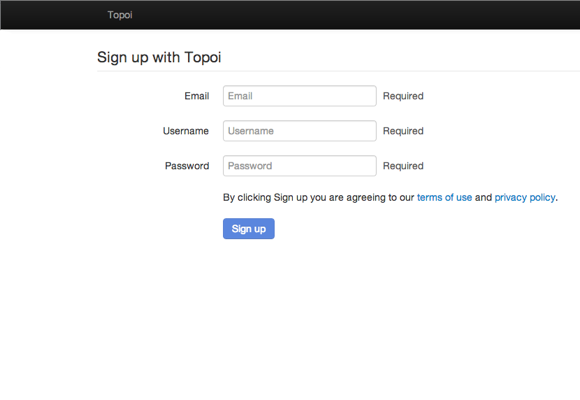 Topoi
Sign up with Topoi
Email Email Required
Username Username Required
Password Password Required
By clicking Sign up you are agreeing to our terms of use and privacy policy.
Sign up